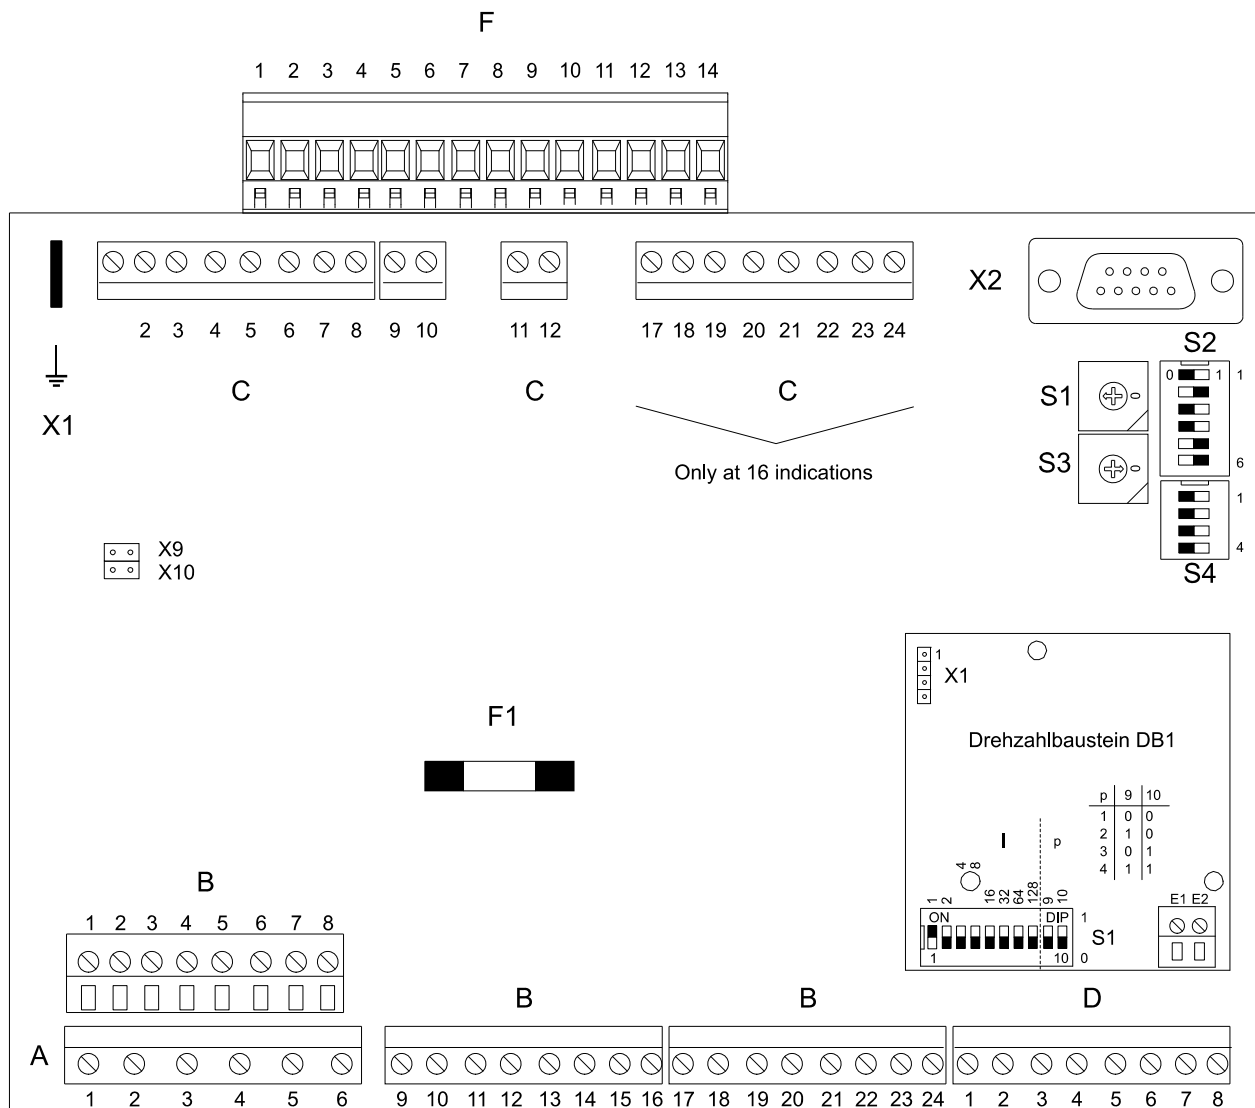 F
1 2 3 4 5 6 7 8 9 10 11 12 13 14
X2
2 3 4 5 6 7 8 9 10 11 12 17 18 19 20 21 22 23 24
S2
0 1 1
C C C
S1
X1
S3
6
Only at 16 indications
1
X9
4
X10
S4
1
X1
F1
Drehzahlbaustein DB1
p 9 10
1 0 0
2 1 0
3 0 1
4 1 1
I p
1 2 4 8 16 32 64 128 9 10
B
E1 E2
1 2 3 4 5 6 7 8
ON DIP 1
S1
1 10 0
B B D
A
1 2 3 4 5 6 9 10 11 12 13 14 15 16 17 18 19 20 21 22 23 24 1 2 3 4 5 6 7 8